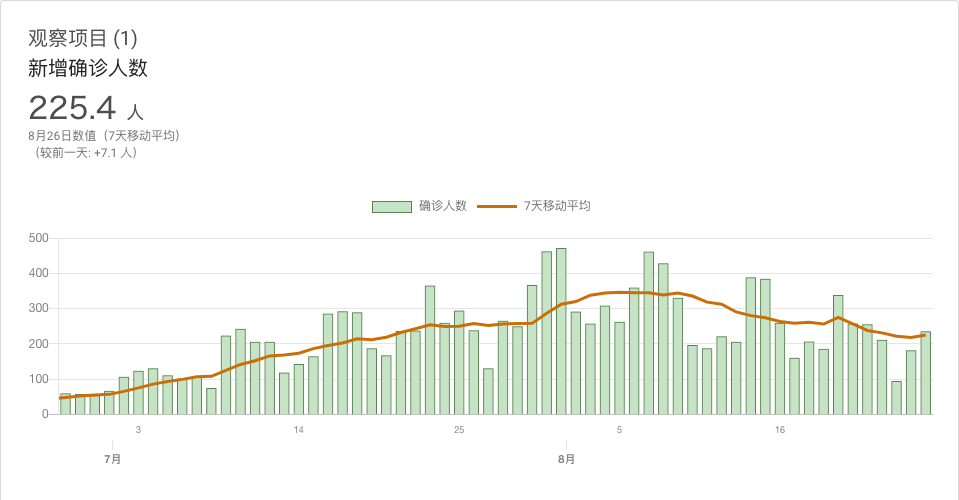 观察项目 (1)
新增确诊人数
225.4 人
8月26日数值（7天移动平均）
（较前一天: +7.1 人）
确诊人数 7天移动平均
500
400
300
200
100
0
3 14 25 5 16
7月 8月